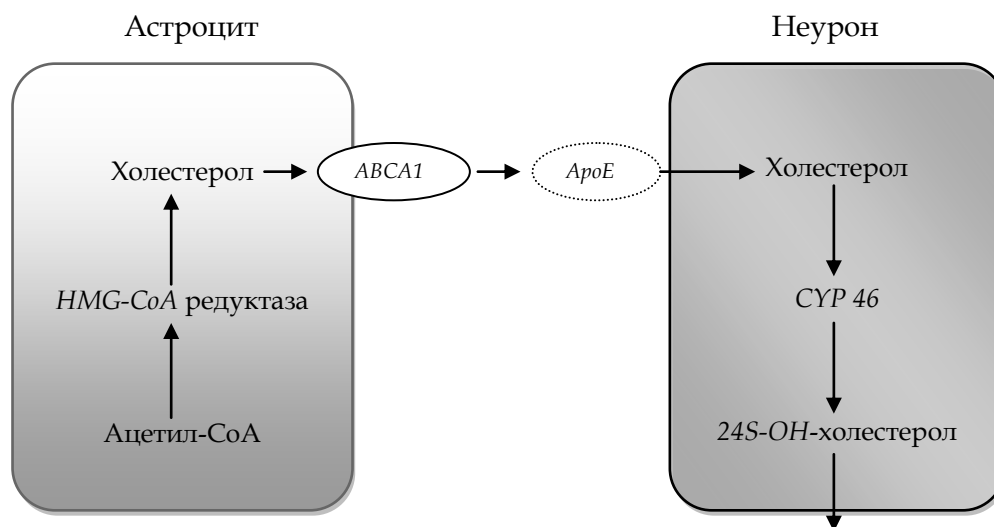 Астроцит
Неурон
Холестерол
ABCA1
ApoE
Холестерол
HMG-CoA редуктаза
CYP 46
Ацетил-CoA
24S-OH-холестерол